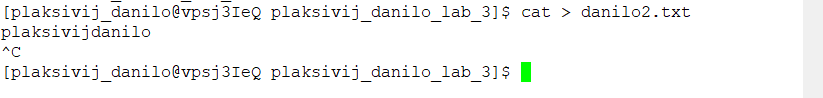 [plaksivij_danilo@vpsj3IeQ plaksivij_danilo_lab_3]$ cat > danilo2.txt
plaksivijdanilo
^C
[plaksivij_danilo@vpsj3IeQ plaksivij_danilo_lab_3]$